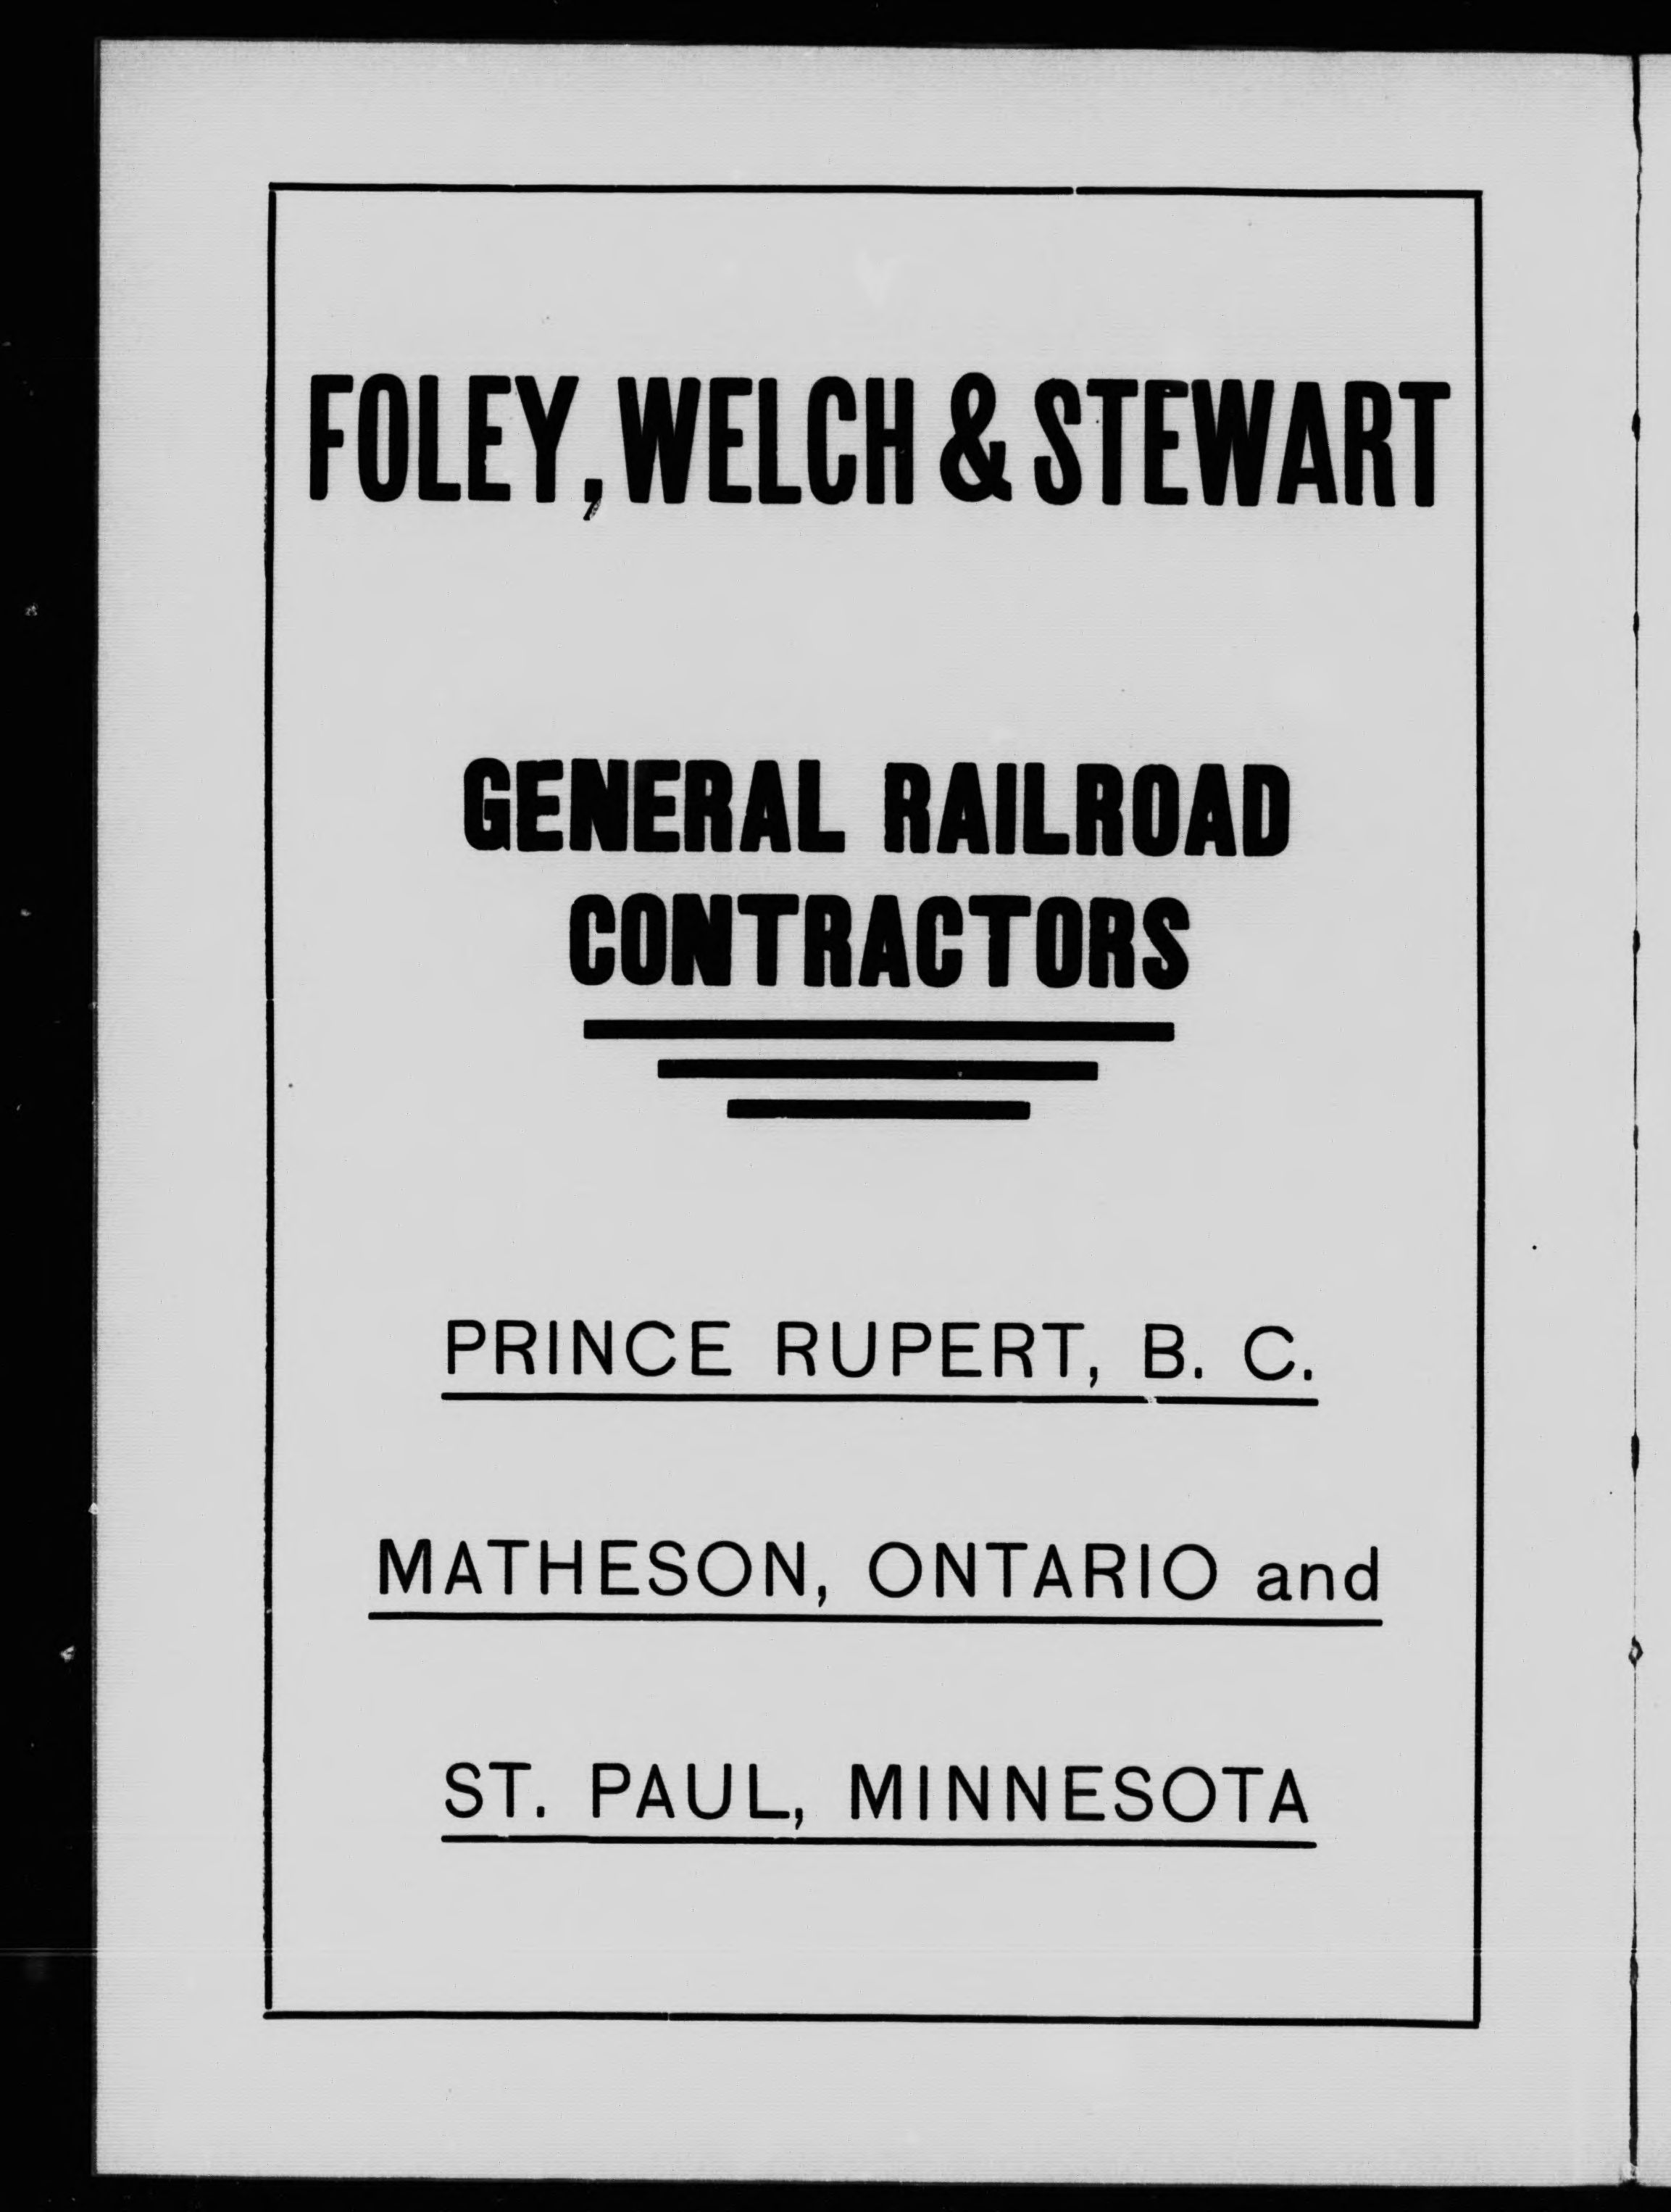 FOLEY, WELCH & STEWART
GENERAL RAILROAD
CONTRACTORS
PRINCE RUPERT, B. C.
MATHESON, ONTARIO and
ST. PAUL, MINNESOTA